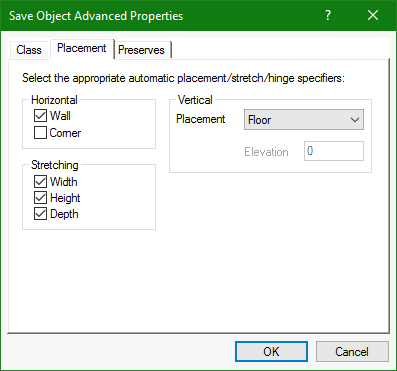 Save Object Advanced Properties ?
Class Placement Preserves
Select the appropriate automatic placement/stretch/hinge specifiers:
Horizontal
Wall
Corner
Vertical
Placement Floor
Elevation 0
Stretching
Width
Height
Depth
OK Cancel